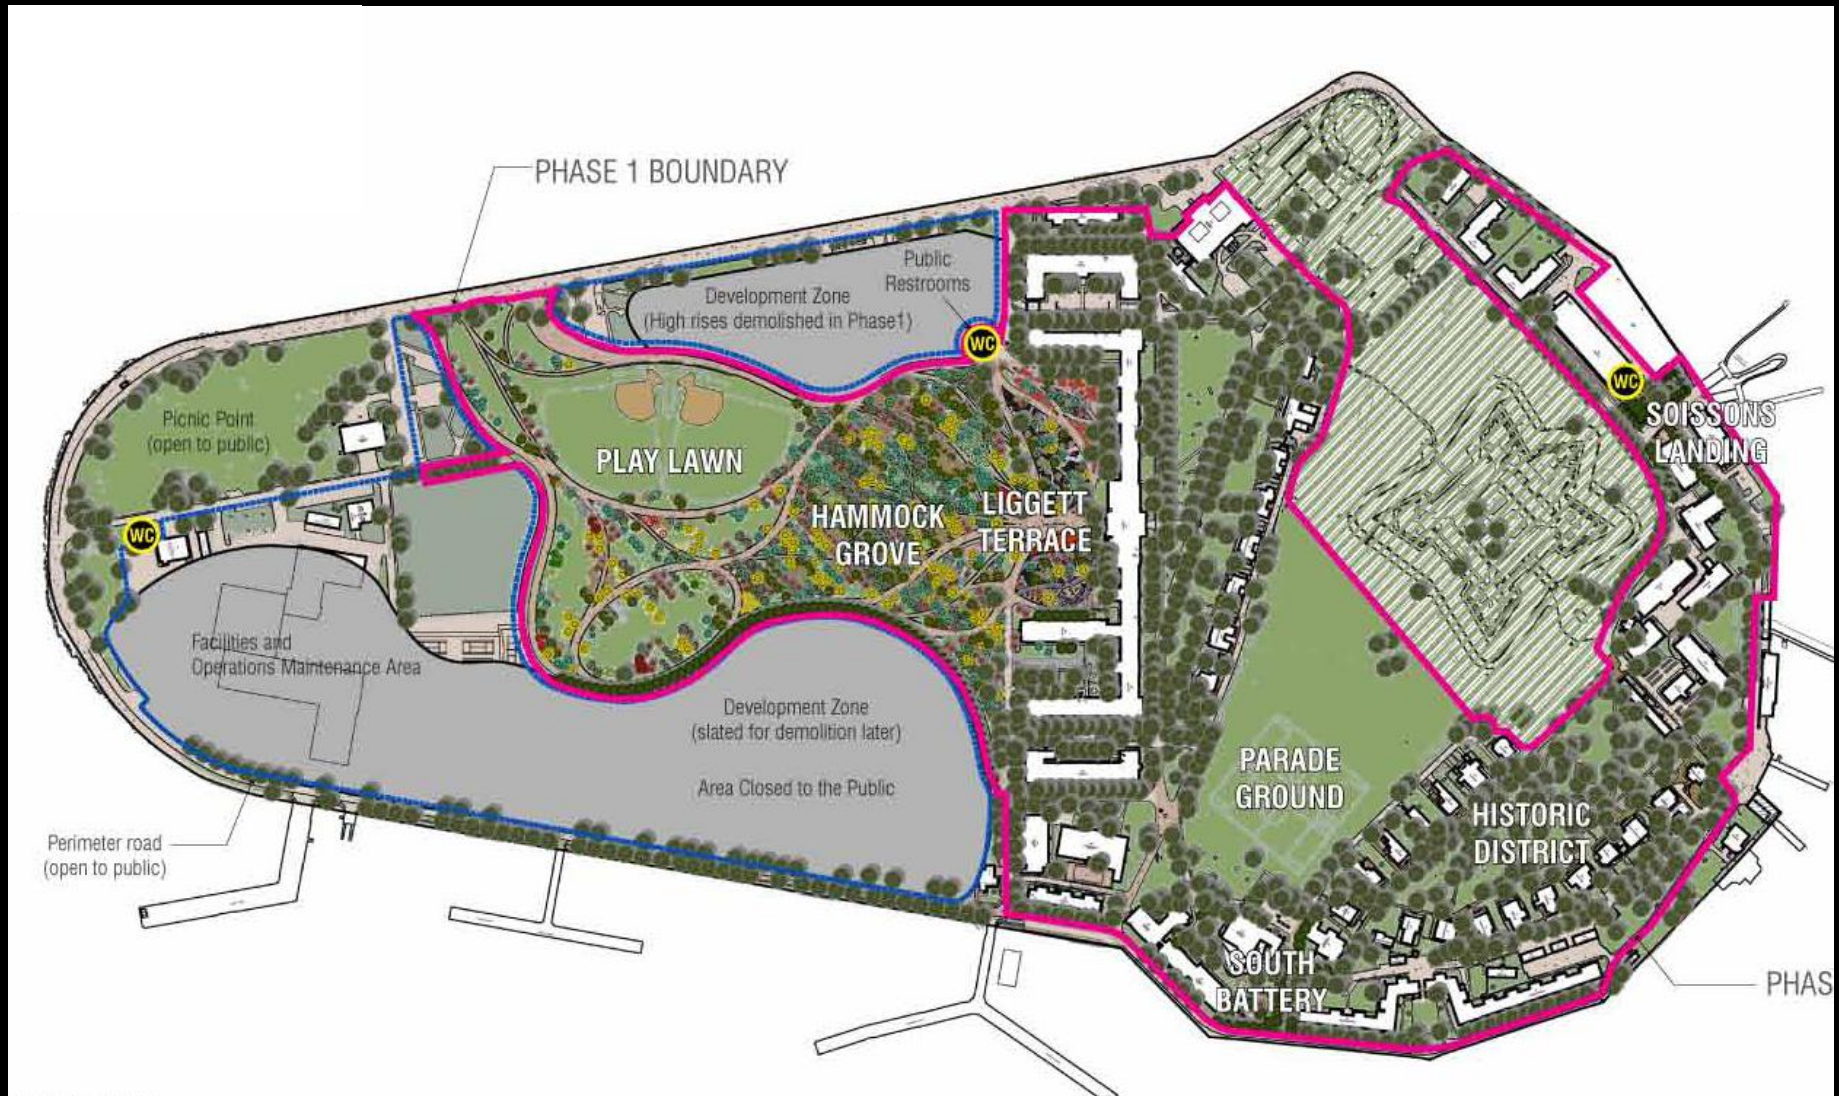 PHASE 1 BOUNDARY
Public
Restrooms
Development Zone
(High rises demolished in Phase1)
WC
WC
SOISSONS
LANDING
Picnic Point
(open to public)
PLAY LAWN
HAMMOCK
GROVE
LIGGETT
TERRACE
WC
Facilities and
Operations Maintenance Area
Development Zone
(slated for demolition later)
Area Closed to the Public
PARADE
GROUND
HISTORIC
DISTRICT
Perimeter road
(open to public)
SOUTH
BATTERY
PHAS